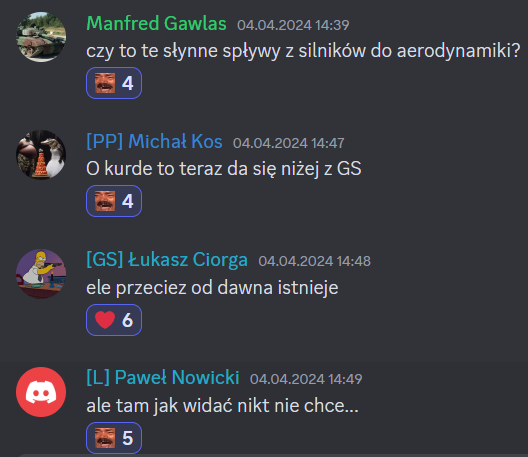 Manfred Gawlas 04.04.2024 14:39
czy to te słynne spływy z silników do aerodynamiki?
4
[PP] Michał Kos 04.04.2024 14:47
O kurde to teraz da się niżej z GS
4
[GS] Łukasz Ciorga 04.04.2024 14:48
ele przeciez od dawna istnieje
6
[L] Paweł Nowicki 04.04.2024 14:49
ale tam jak widać nikt nie chce...
5